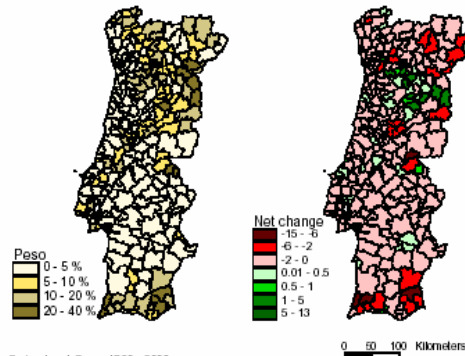 Peso
0 - 5 %
5 - 10 %
10 - 20 %
20 - 40 %
Net change
-15 - -6
-6 - -2
-2 - 0
0.01 - 0.5
0.5 - 1
1 - 5
5 - 13
0 50 100 Kilometers